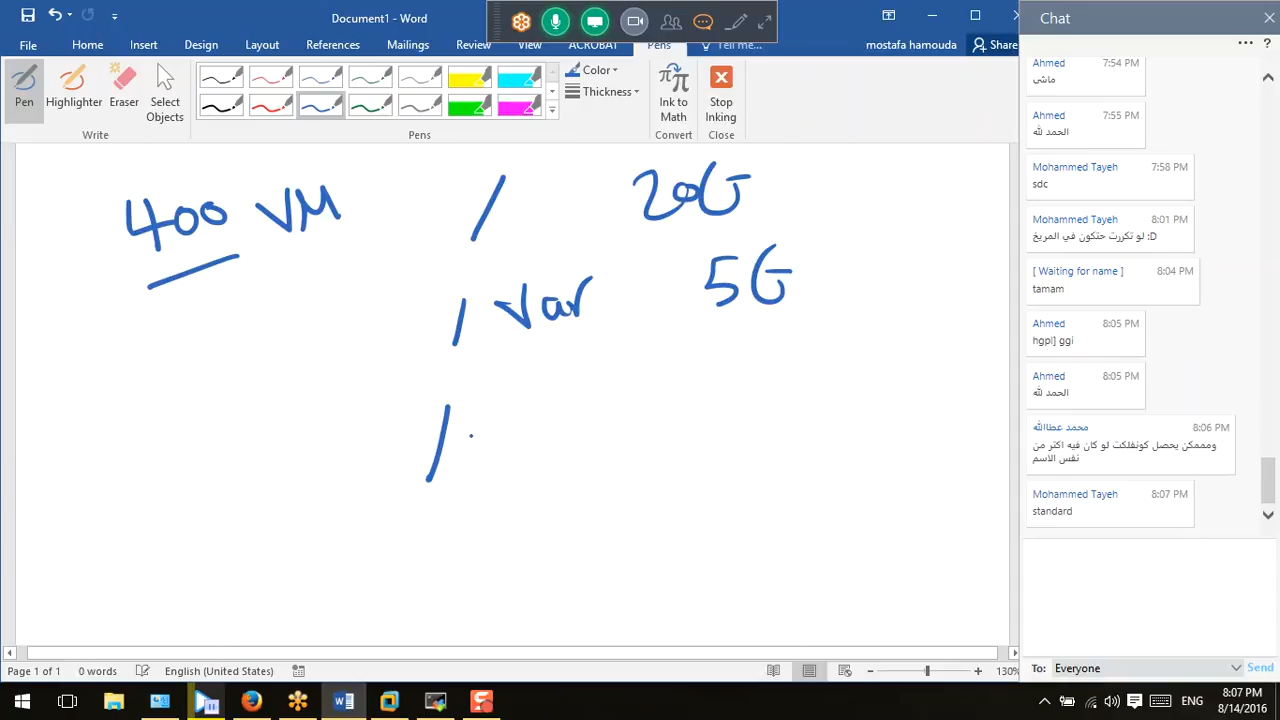 Document1 - Word
mostafa hamouda
Share
File
Home
Insert
Design
Layout
References
Mailings
Review
View
ACROBAT
Pens
Tell me...
Pen
Highlighter
Eraser
Select Objects
Write
Pens
Color
Thickness
Ink to Math
Convert
Stop Inking
Close
400 VM / 20G
/var 5G
/
Chat
Ahmed 7:54 PM
ماشى
Ahmed 7:55 PM
الحمد لله
Mohammed Tayeh 7:58 PM
sdc
Mohammed Tayeh 8:01 PM
لو تكررت حتكون في المريخ :D
[ Waiting for name ] 8:04 PM
tamam
Ahmed 8:05 PM
hgpl] ggi
Ahmed 8:05 PM
الحمد لله
محمد عطاالله 8:06 PM
ومممكن يحصل كونفلكت لو كان فيه اكتر من
نفس الاسم
Mohammed Tayeh 8:07 PM
standard
To: Everyone Send
Page 1 of 1 0 words English (United States) 130%
ENG 8:07 PM
8/14/2016